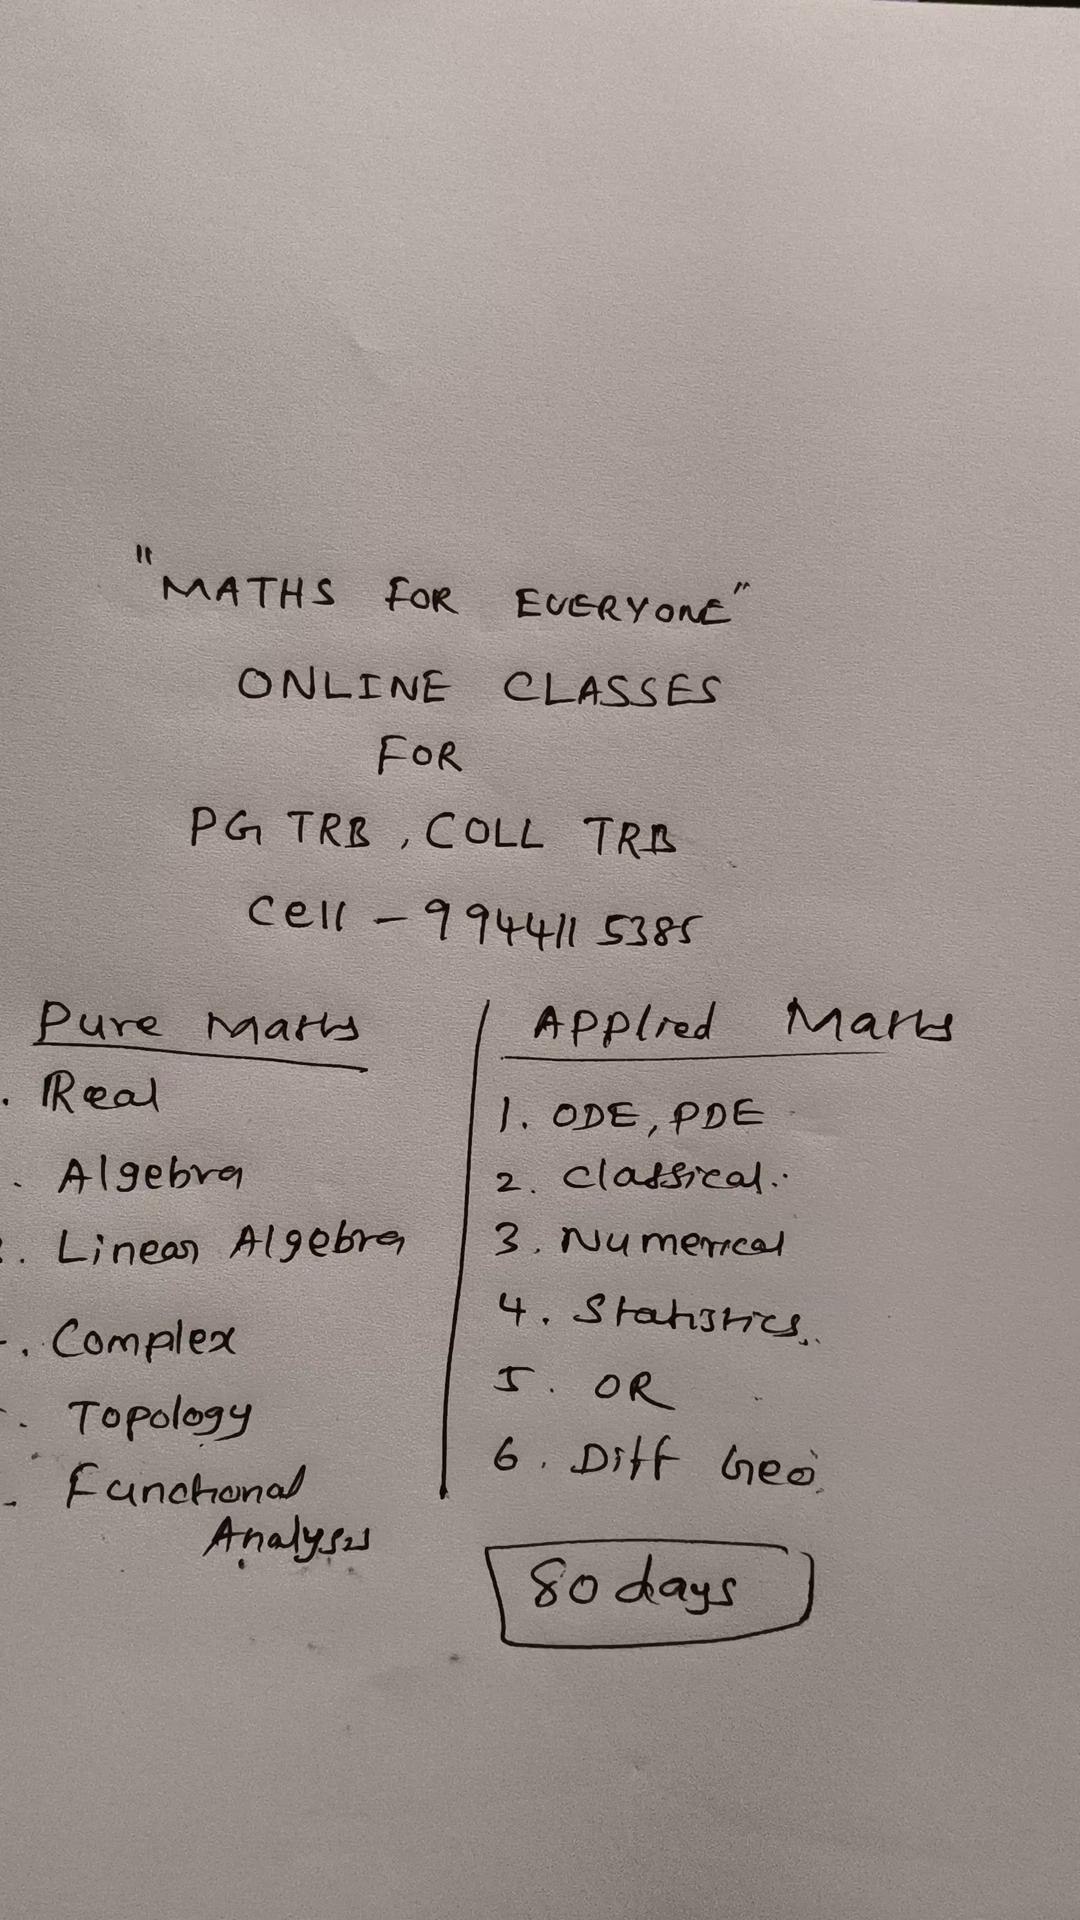 "MATHS FOR EVERYONE"
ONLINE CLASSES
FOR
PG TRB, COLL TRB
Cell - 9944115385
Pure Maths
. Real
. Algebra
. Linear Algebra
. Complex
. Topology
. Functional
Analysis
Applied Maths
1. ODE, PDE
2. Classical.
3. Numerical
4. Statistics.
5. OR
6. Diff Geo.
80 days